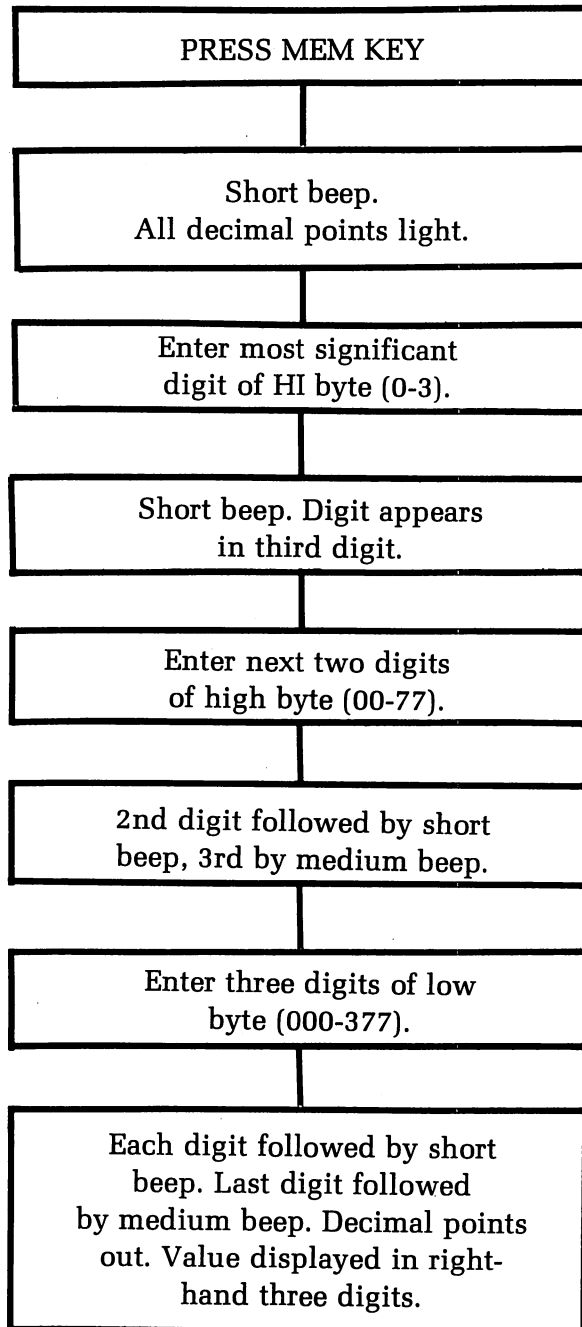 PRESS MEM KEY
Short beep.
All decimal points light.
Enter most significant
digit of HI byte (0-3).
Short beep. Digit appears
in third digit.
Enter next two digits
of high byte (00-77).
2nd digit followed by short
beep, 3rd by medium beep.
Enter three digits of low
byte (000-377).
Each digit followed by short
beep. Last digit followed
by medium beep. Decimal points
out. Value displayed in right-
hand three digits.